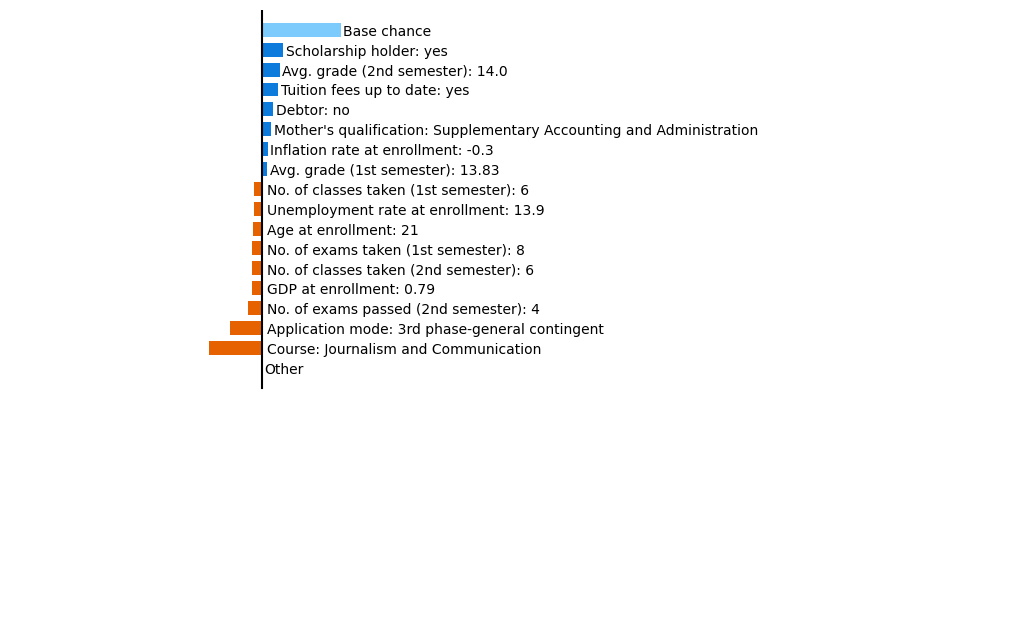 Base chance
Scholarship holder: yes
Avg. grade (2nd semester): 14.0
Tuition fees up to date: yes
Debtor: no
Mother's qualification: Supplementary Accounting and Administration
Inflation rate at enrollment: -0.3
Avg. grade (1st semester): 13.83
No. of classes taken (1st semester): 6
Unemployment rate at enrollment: 13.9
Age at enrollment: 21
No. of exams taken (1st semester): 8
No. of classes taken (2nd semester): 6
GDP at enrollment: 0.79
No. of exams passed (2nd semester): 4
Application mode: 3rd phase-general contingent
Course: Journalism and Communication
Other